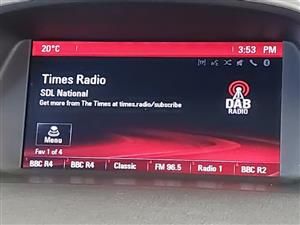 20°C 3:53 PM
Times Radio
SDL National
Get more from The Times at times.radio/subscribe
DAB
RADIO
Menu
Fav 1 of 4
BBC R4 BBC R4 Classic FM 96.5 Radio 1 BBC R2